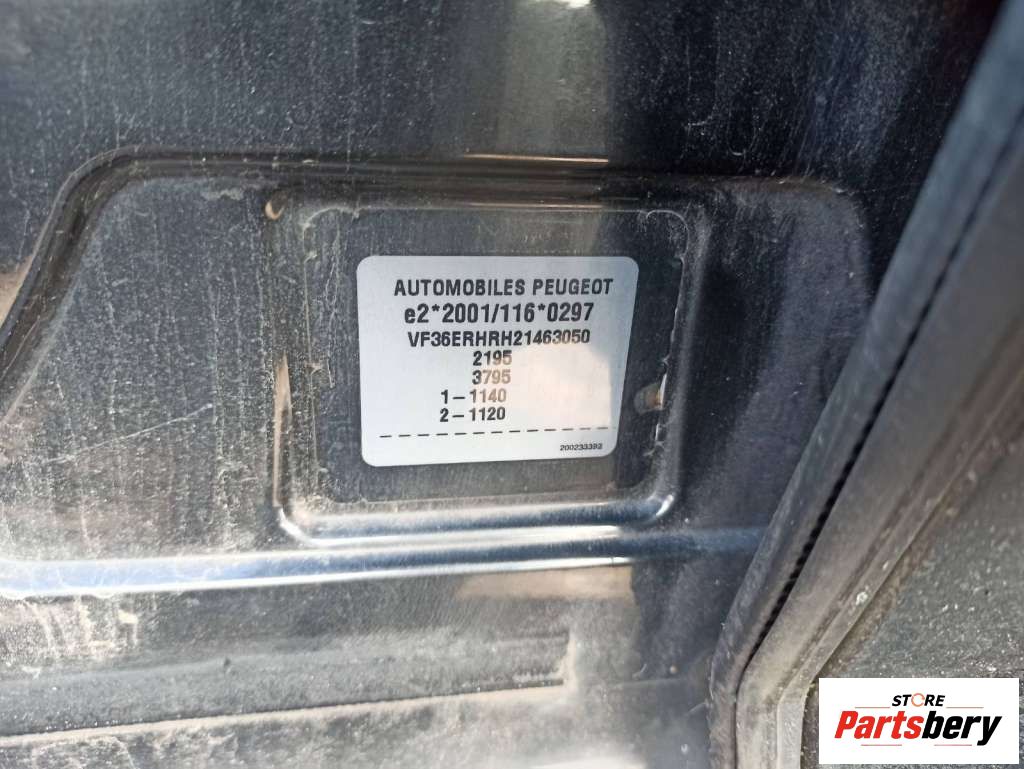 AUTOMOBILES PEUGEOT
e2*2001/116*0297
VF36ERHRH21463050
2195
3795
1-1140
2-1120
200233393
STORE
Partsbery